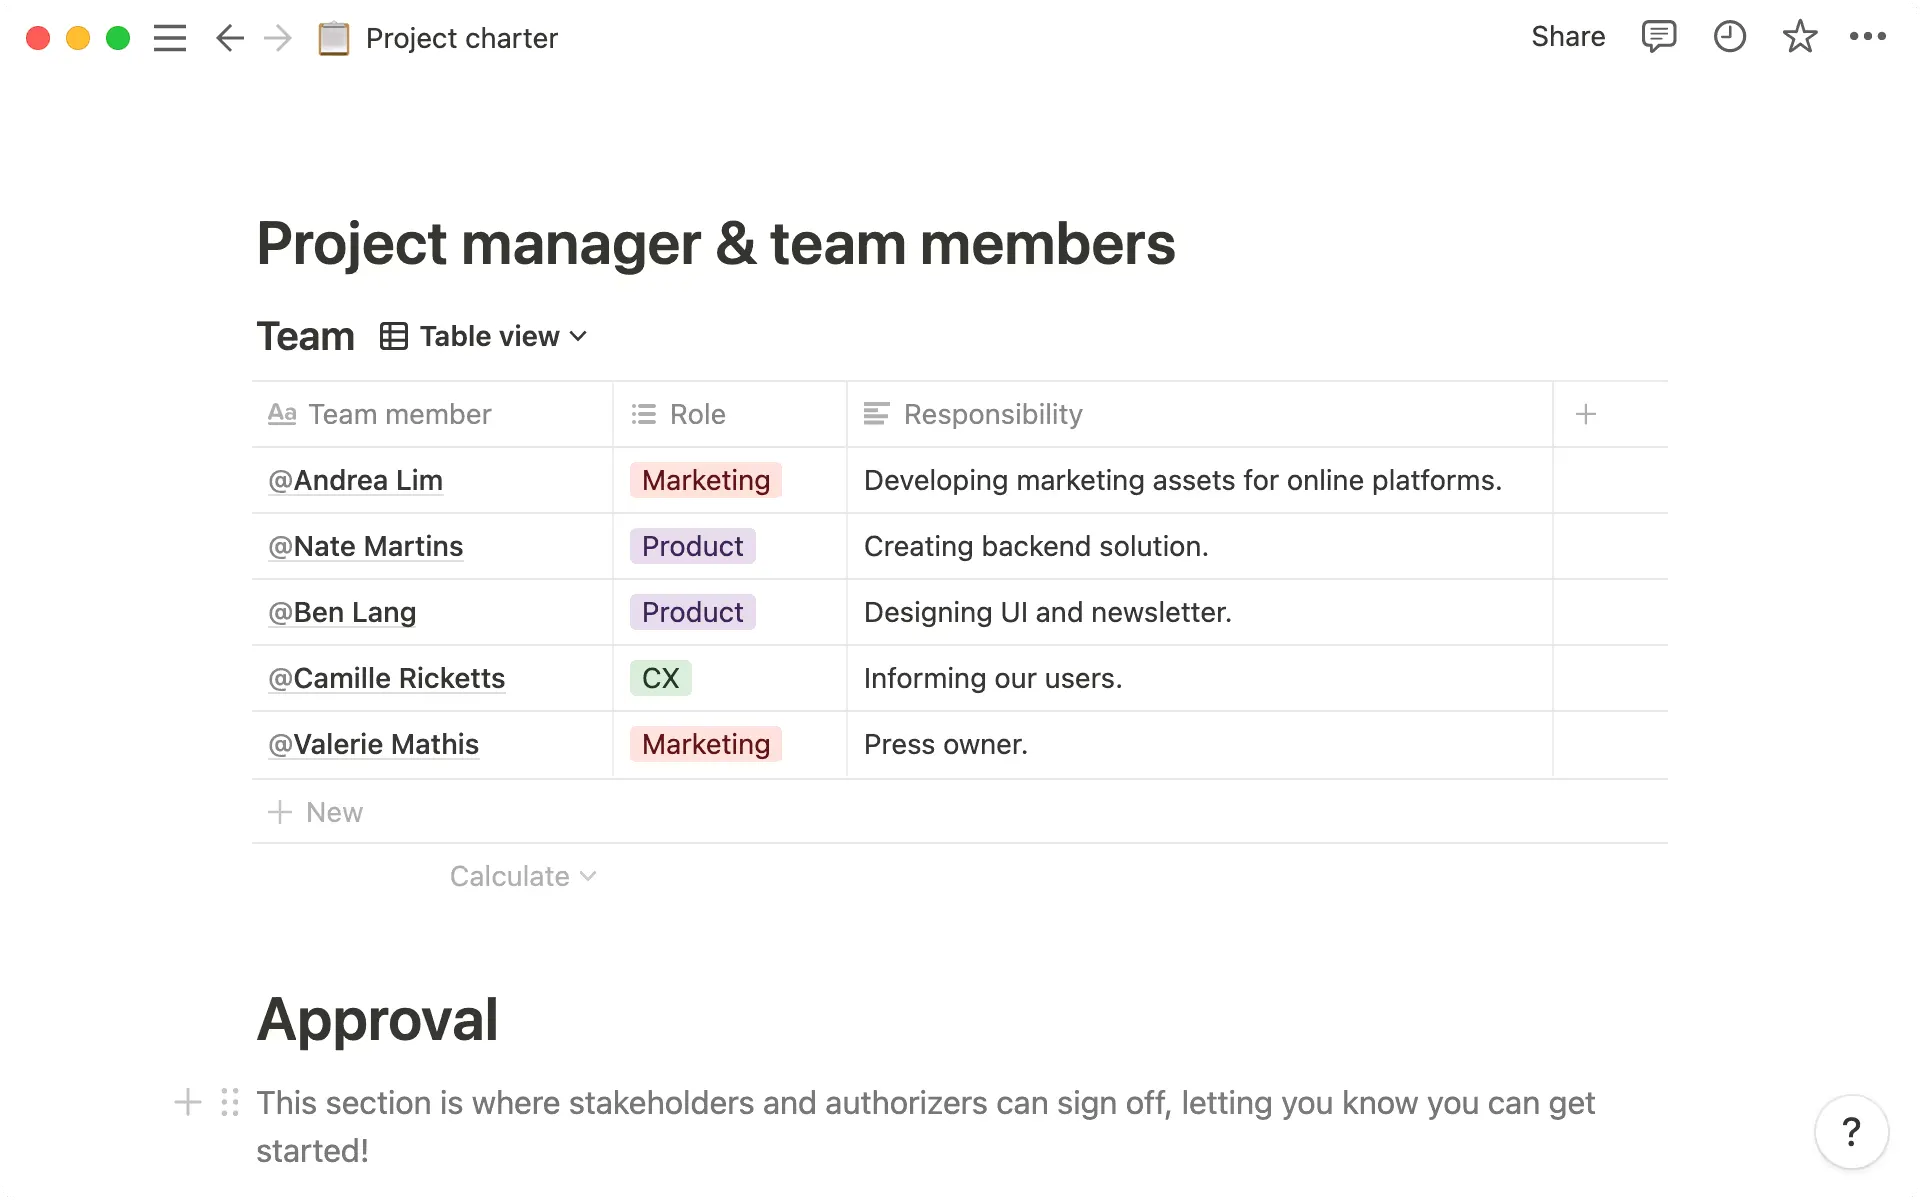 Project charter
Share
Project manager & team members
Team Table view
Aa Team member Role Responsibility
@Andrea Lim Marketing Developing marketing assets for online platforms.
@Nate Martins Product Creating backend solution.
@Ben Lang Product Designing UI and newsletter.
@Camille Ricketts CX Informing our users.
@Valerie Mathis Marketing Press owner.
New
Calculate
Approval
This section is where stakeholders and authorizers can sign off, letting you know you can get
started!
?